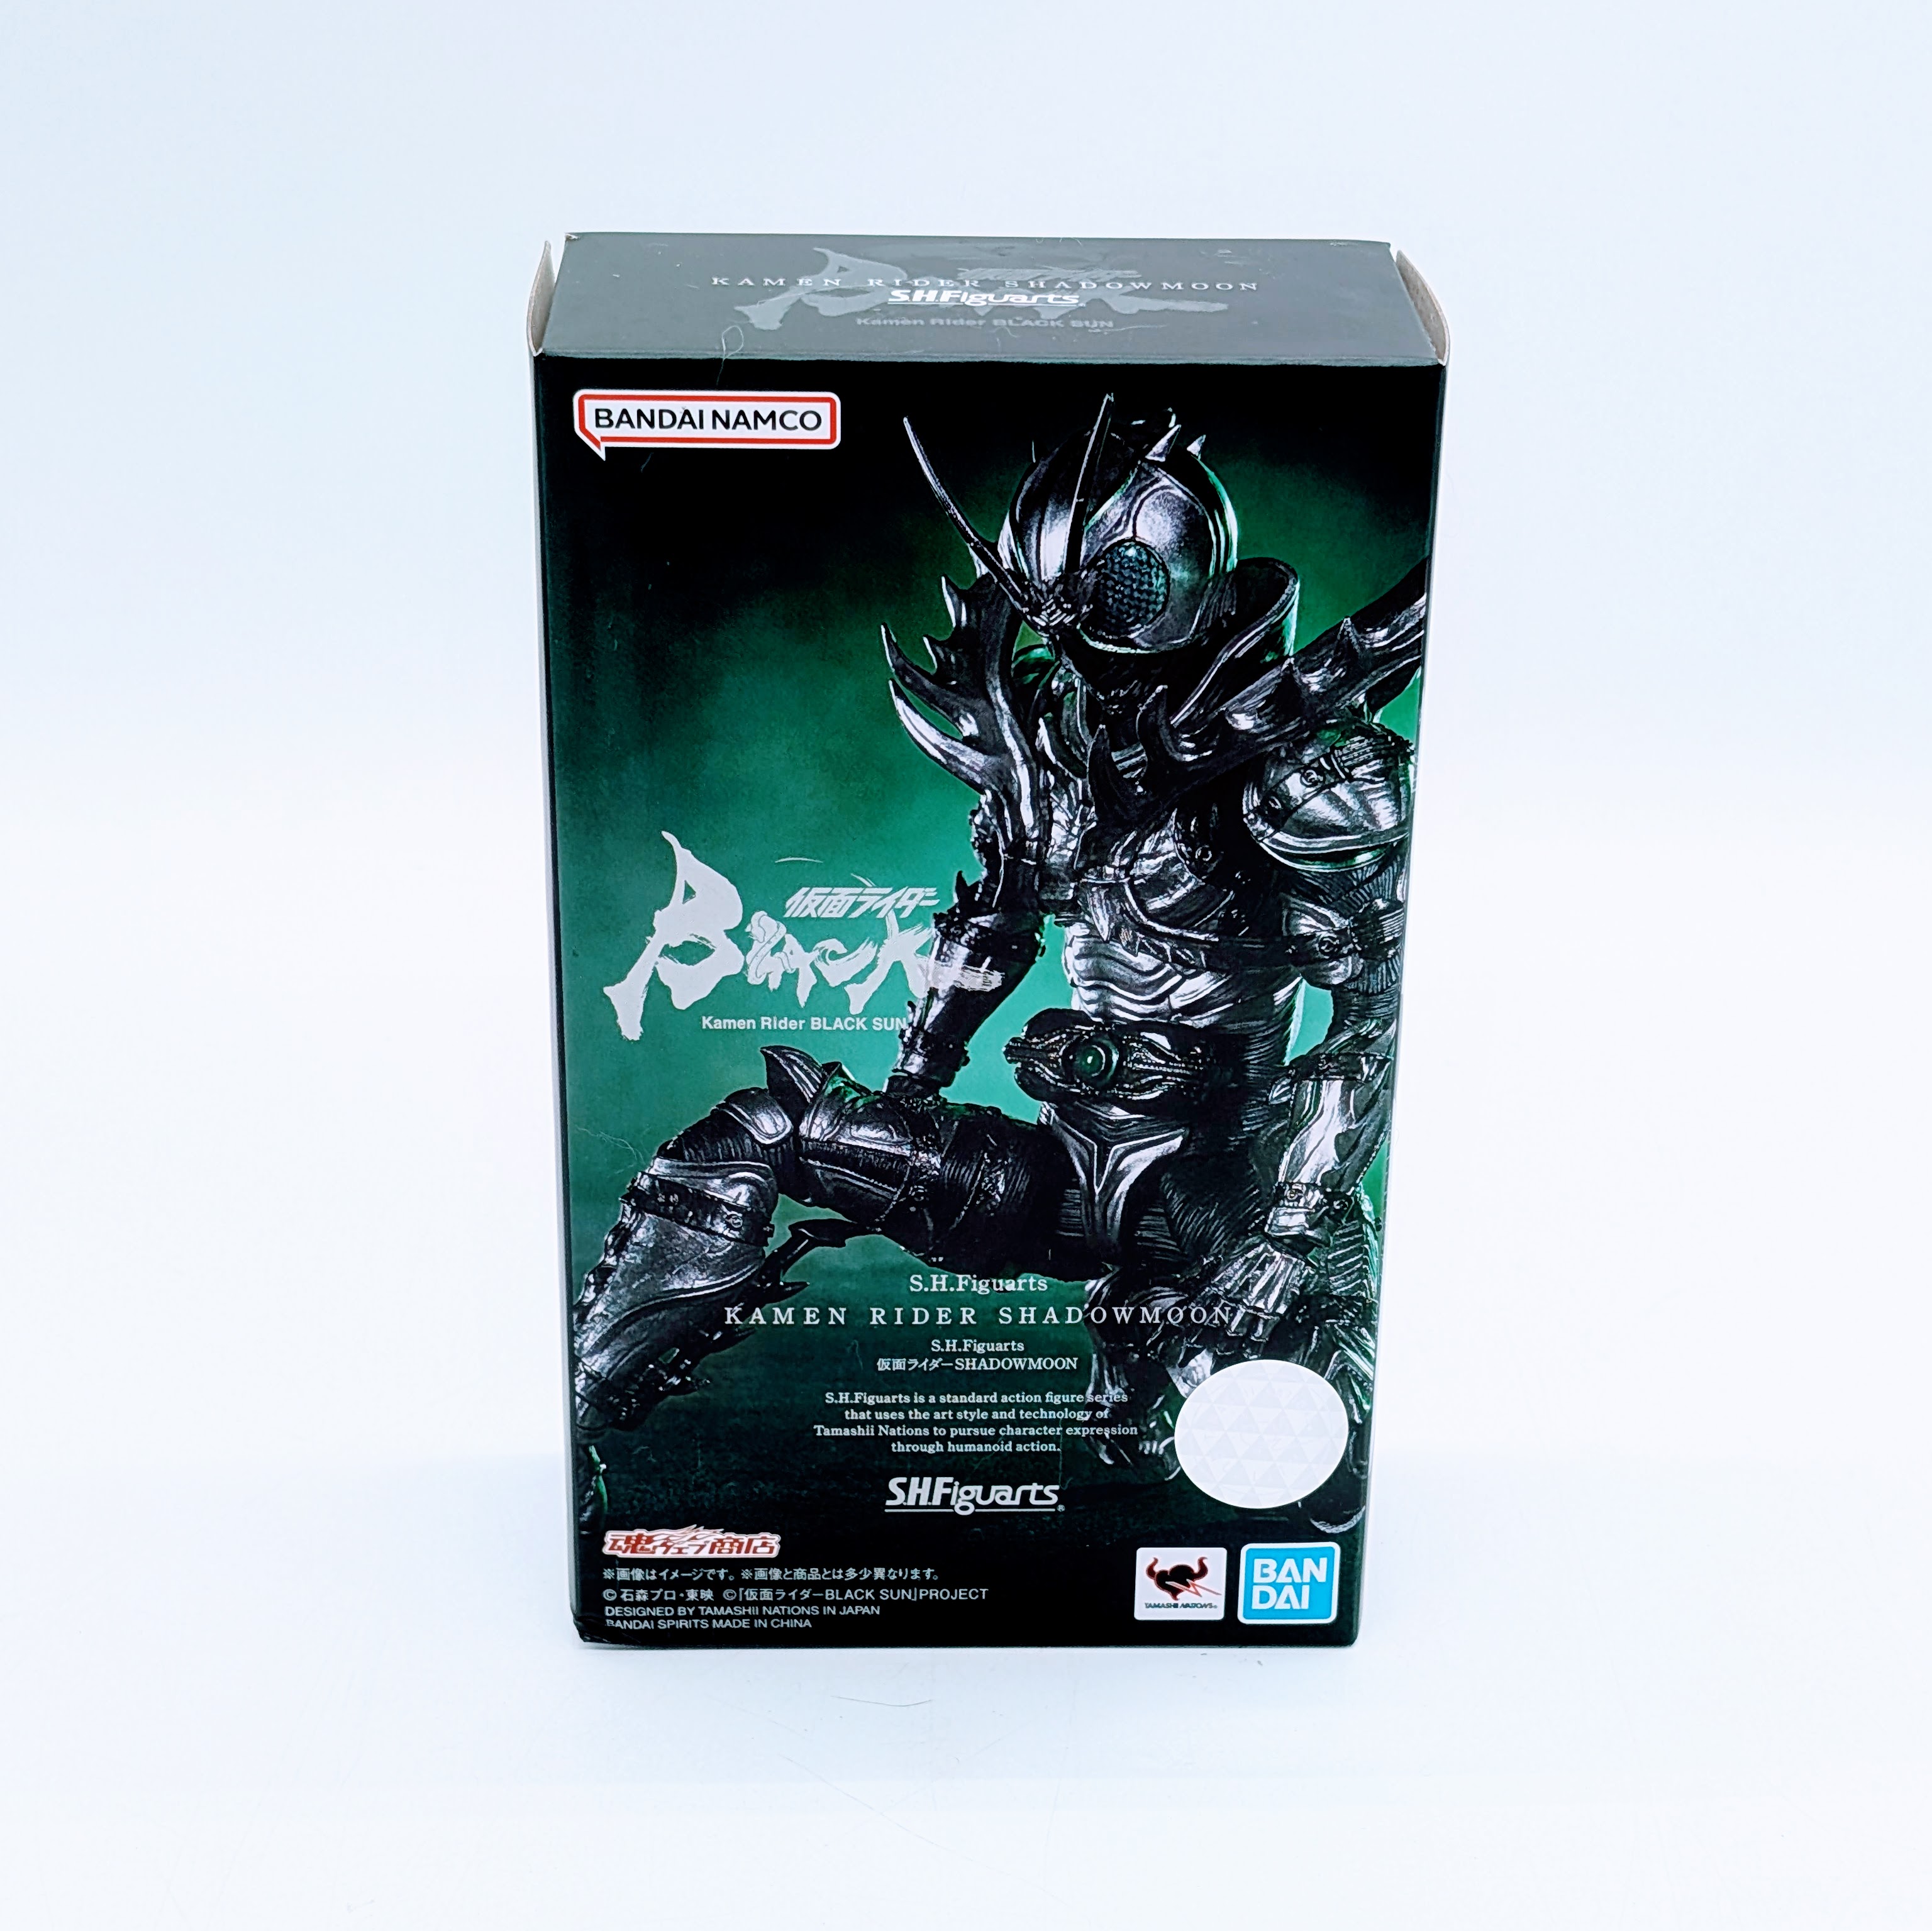 KAMEN RIDER SHADOWMOON
S.H.Figuarts
Kamen Rider BLACK SUN
BANDAI NAMCO
仮面ライダー
BLACK
Kamen Rider BLACK SUN
S.H.Figuarts
KAMEN RIDER SHADOWMOON
S.H.Figuarts
仮面ライダーSHADOWMOON
S.H.Figuarts is a standard action figure series
that uses the art style and technology of
Tamashii Nations to pursue character expression
through humanoid action.
S.H.Figuarts®
魂ウェブ商店
※画像はイメージです。※画像と商品とは多少異なります。
©石森プロ・東映 ©「仮面ライダーBLACK SUN」PROJECT
DESIGNED BY TAMASHII NATIONS IN JAPAN
BANDAI SPIRITS MADE IN CHINA
TAMASHII NATIONS®
BAN
DAI